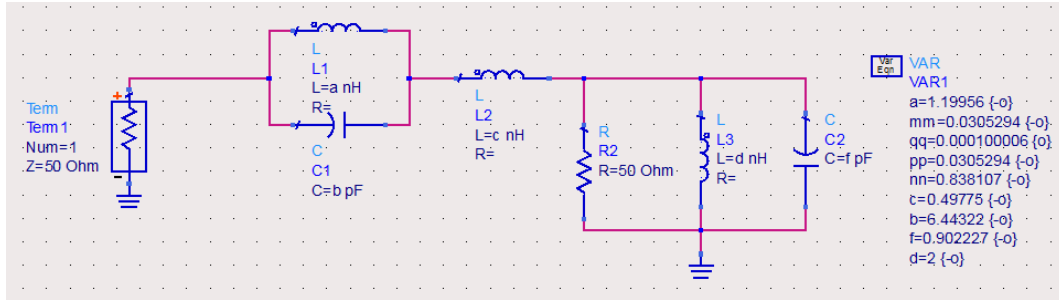 Term
Term1
Num=1
Z=50 Ohm
L
L1
L=a nH
R=
C
C1
C=b pF
L
L2
L=c nH
R=
R
R2
R=50 Ohm
L
L3
L=d nH
R=
C
C2
C=f pF
Var
Eqn
VAR
VAR1
a=1.19956 {-o}
mm=0.0305294 {-o}
qq=0.000100006 {-o}
pp=0.0305294 {-o}
nn=0.838107 {-o}
c=0.49775 {-o}
b=6.44322 {-o}
f=0.902227 {-o}
d=2 {-o}